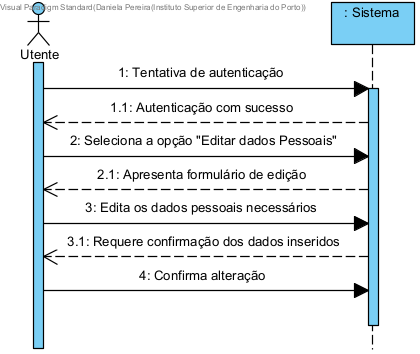 Visual Paradigm Standard(Daniela Pereira(Instituto Superior de Engenharia do Porto))
: Sistema
Utente
1: Tentativa de autenticação
1.1: Autenticação com sucesso
2: Seleciona a opção "Editar dados Pessoais"
2.1: Apresenta formulário de edição
3: Edita os dados pessoais necessários
3.1: Requere confirmação dos dados inseridos
4: Confirma alteração